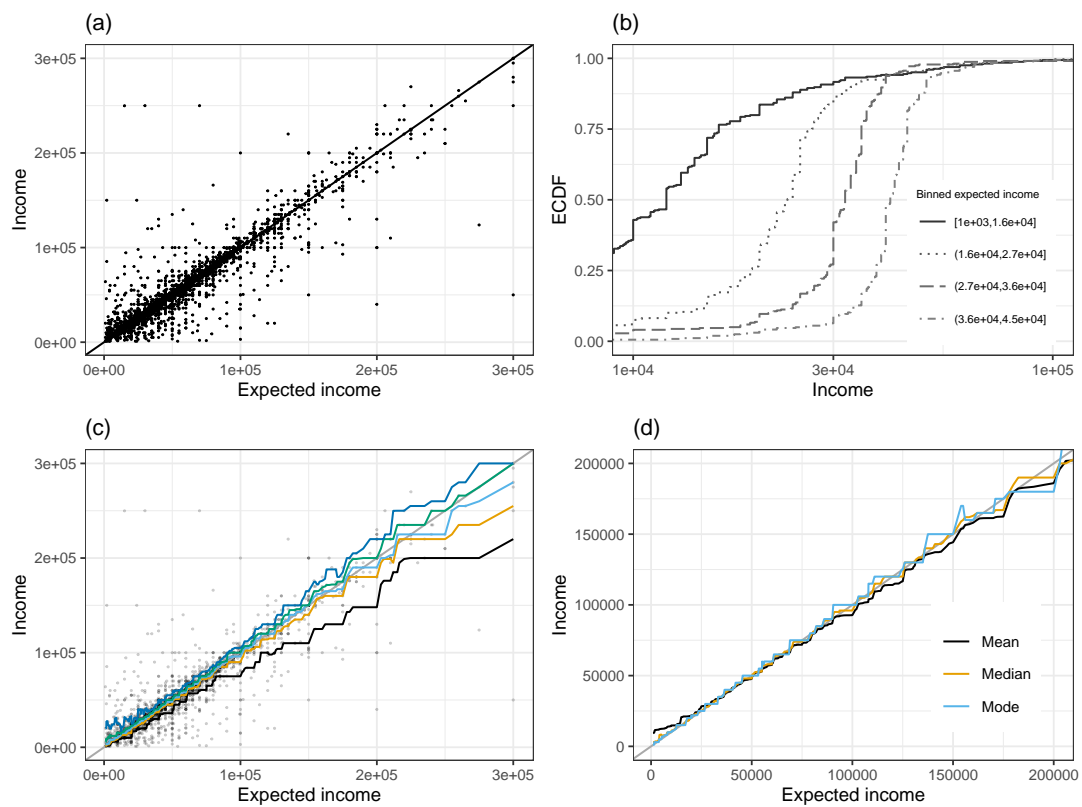 (a)
3e+05
2e+05
1e+05
0e+00
Income
0e+00 1e+05 2e+05 3e+05
Expected income
(b)
1.00
0.75
0.50
0.25
0.00
ECDF
Binned expected income
[1e+03,1.6e+04]
(1.6e+04,2.7e+04]
(2.7e+04,3.6e+04]
(3.6e+04,4.5e+04]
1e+04 3e+04 1e+05
Income
(c)
3e+05
2e+05
1e+05
0e+00
Income
0e+00 1e+05 2e+05 3e+05
Expected income
(d)
200000
150000
100000
50000
0
Income
Mean
Median
Mode
0 50000 100000 150000 200000
Expected income